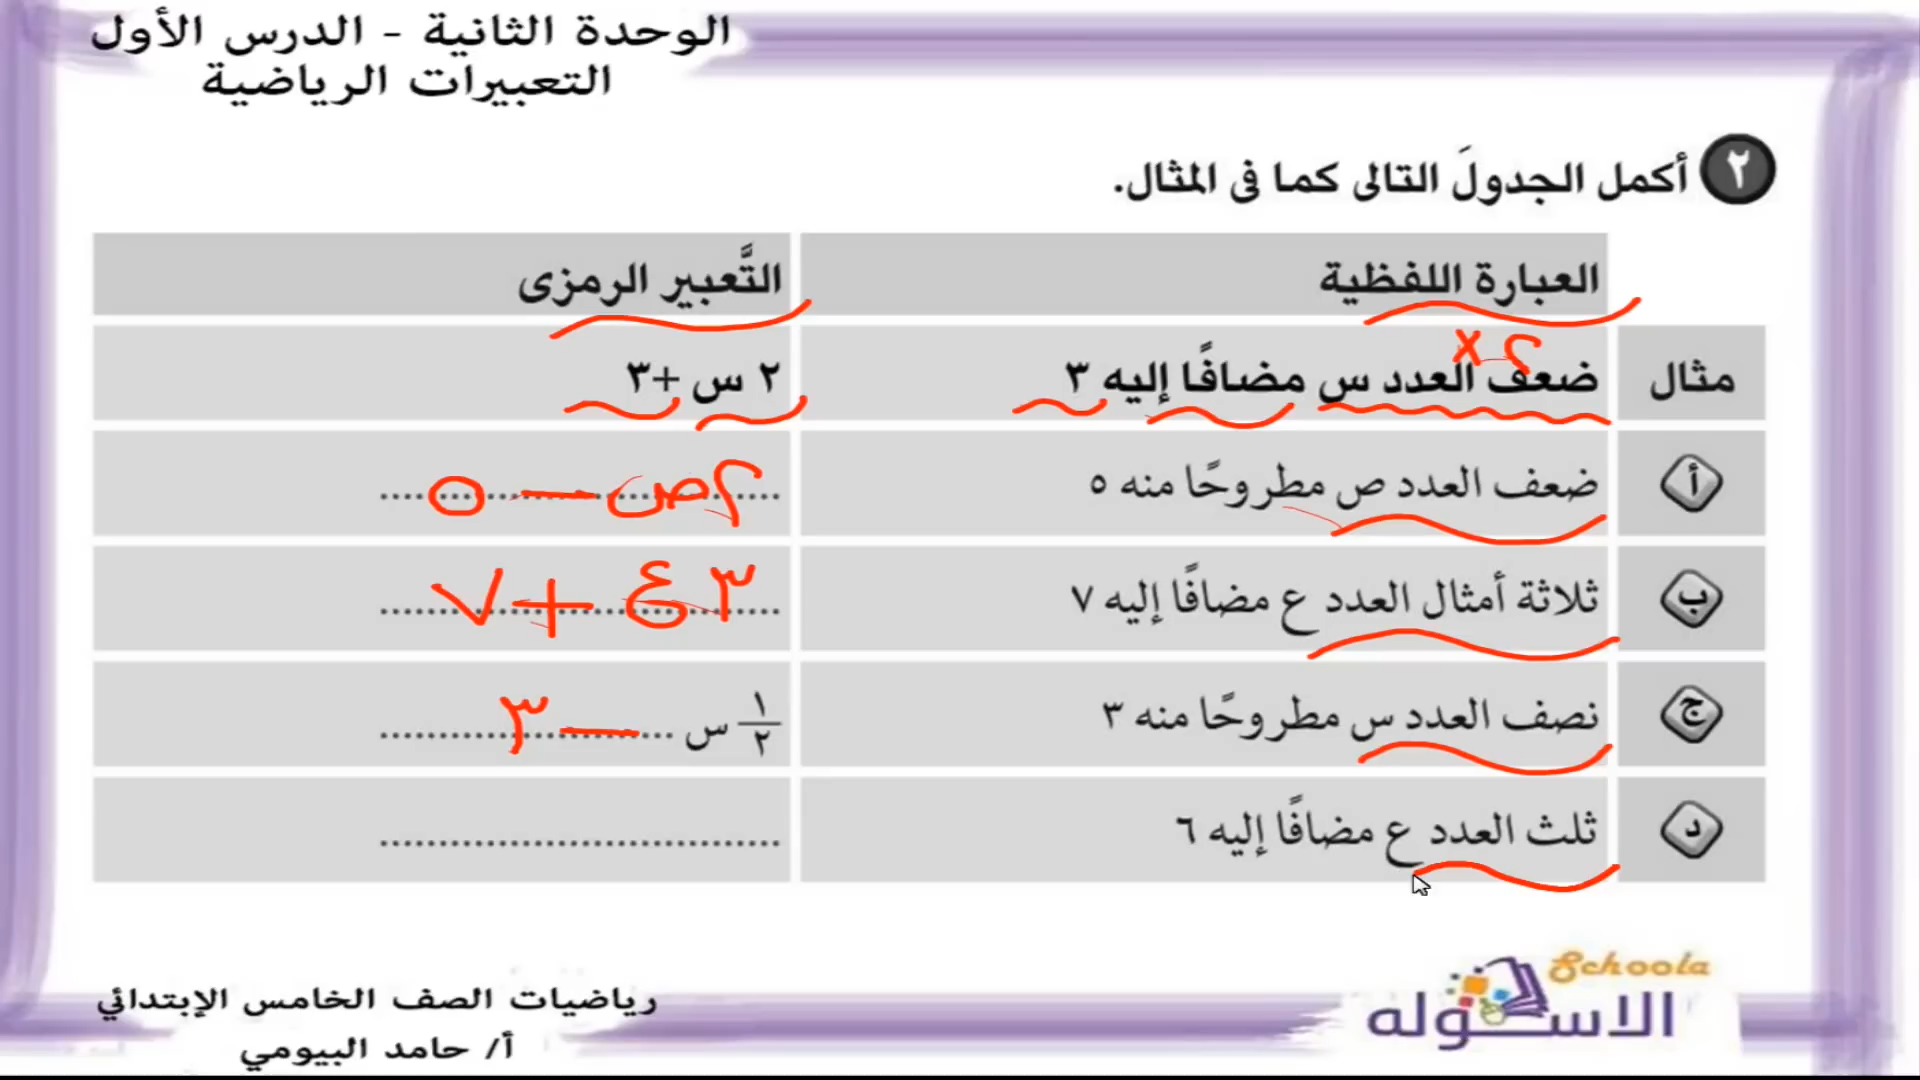 الوحدة الثانية - الدرس الأول
التعبيرات الرياضية
٢ أكمل الجدولَ التالى كما فى المثال.
العبارة اللفظية التَّعبير الرمزى
× ٢
مثال ضعف العدد س مضافًا إليه ٣ ٢ س +٣
أ ضعف العدد ص مطروحًا منه ٥ ٢ص — ٥
ب ثلاثة أمثال العدد ع مضافًا إليه ٧ ٣ع + ٧
ج نصف العدد س مطروحًا منه ٣ ١/٢ س — ٣
د ثلث العدد ع مضافًا إليه ٦ ..............................
Schoola
الاسكوله
رياضيات الصف الخامس الإبتدائي
أ/ حامد البيومي